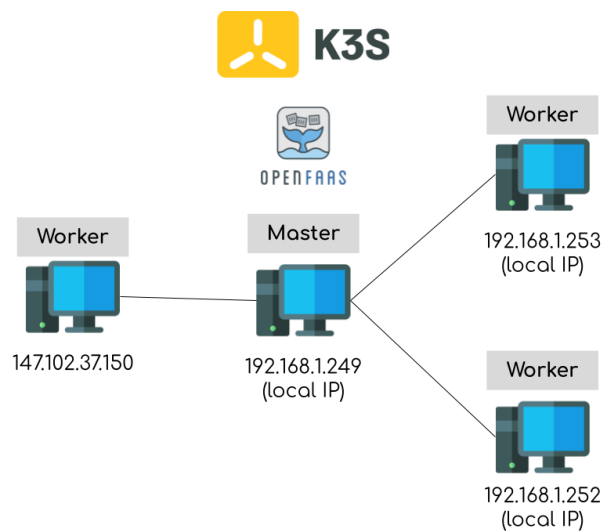 K3S
OPENFAAS
Worker
147.102.37.150
Master
192.168.1.249
(local IP)
Worker
192.168.1.253
(local IP)
Worker
192.168.1.252
(local IP)